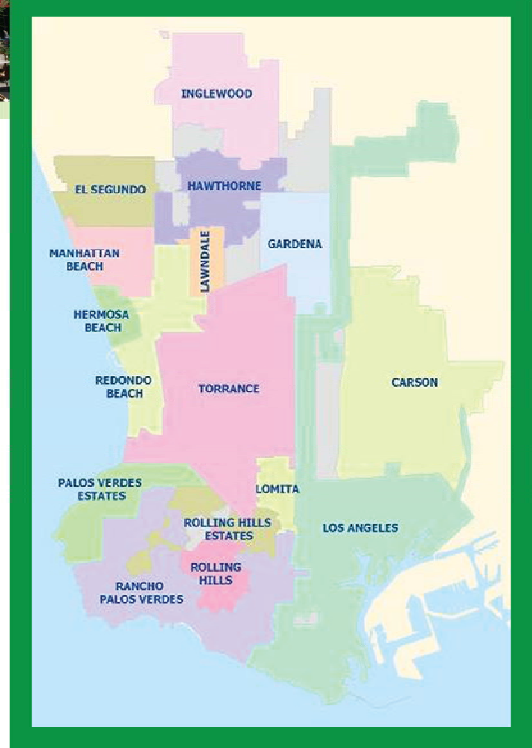 INGLEWOOD
EL SEGUNDO
HAWTHORNE
LAWNDALE
GARDENA
MANHATTAN
BEACH
HERMOSA
BEACH
REDONDO
BEACH
TORRANCE
CARSON
PALOS VERDES
ESTATES
LOMITA
ROLLING HILLS
ESTATES
LOS ANGELES
ROLLING
HILLS
RANCHO
PALOS VERDES